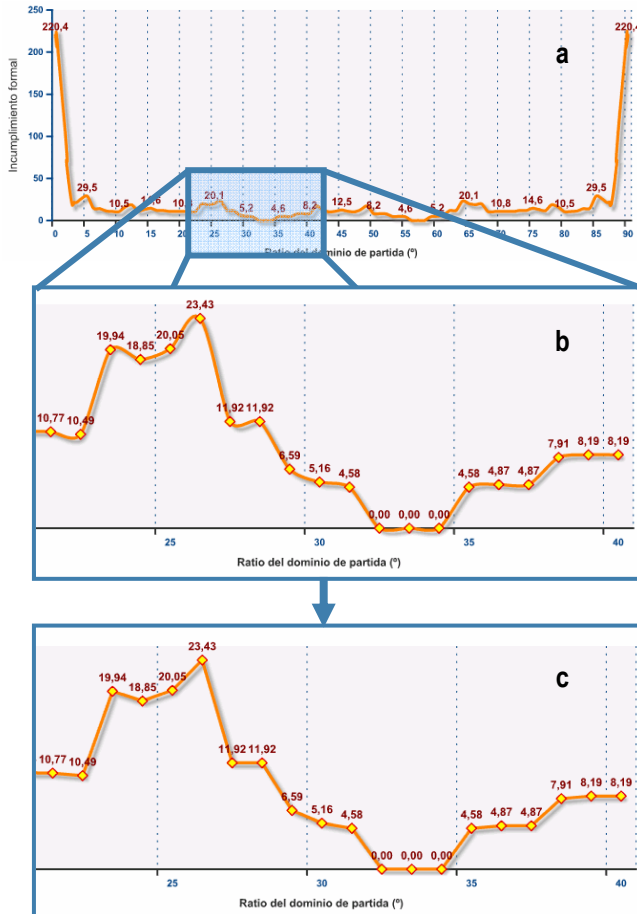 a
Incumplimiento formal
250
200
150
100
50
0
220,4
29,5
10,5
14,6
20,1
5,2
4,6
8,2
12,5
8,2
4,6
5,2
20,1
10,8
14,6
10,5
29,5
220,4
0 5 10 15 20 25 30 35 40 45 50 55 60 65 70 75 80 85 90
Ratio del dominio de partida (º)
b
10,77 10,49 19,94 18,85 20,05 23,43 11,92 11,92 6,59 5,16 4,58 0,00 0,00 0,00 4,58 4,87 4,87 7,91 8,19 8,19
25 30 35 40
Ratio del dominio de partida (º)
c
10,77 10,49 19,94 18,85 20,05 23,43 11,92 11,92 6,59 5,16 4,58 0,00 0,00 0,00 4,58 4,87 4,87 7,91 8,19 8,19
25 30 35 40
Ratio del dominio de partida (º)